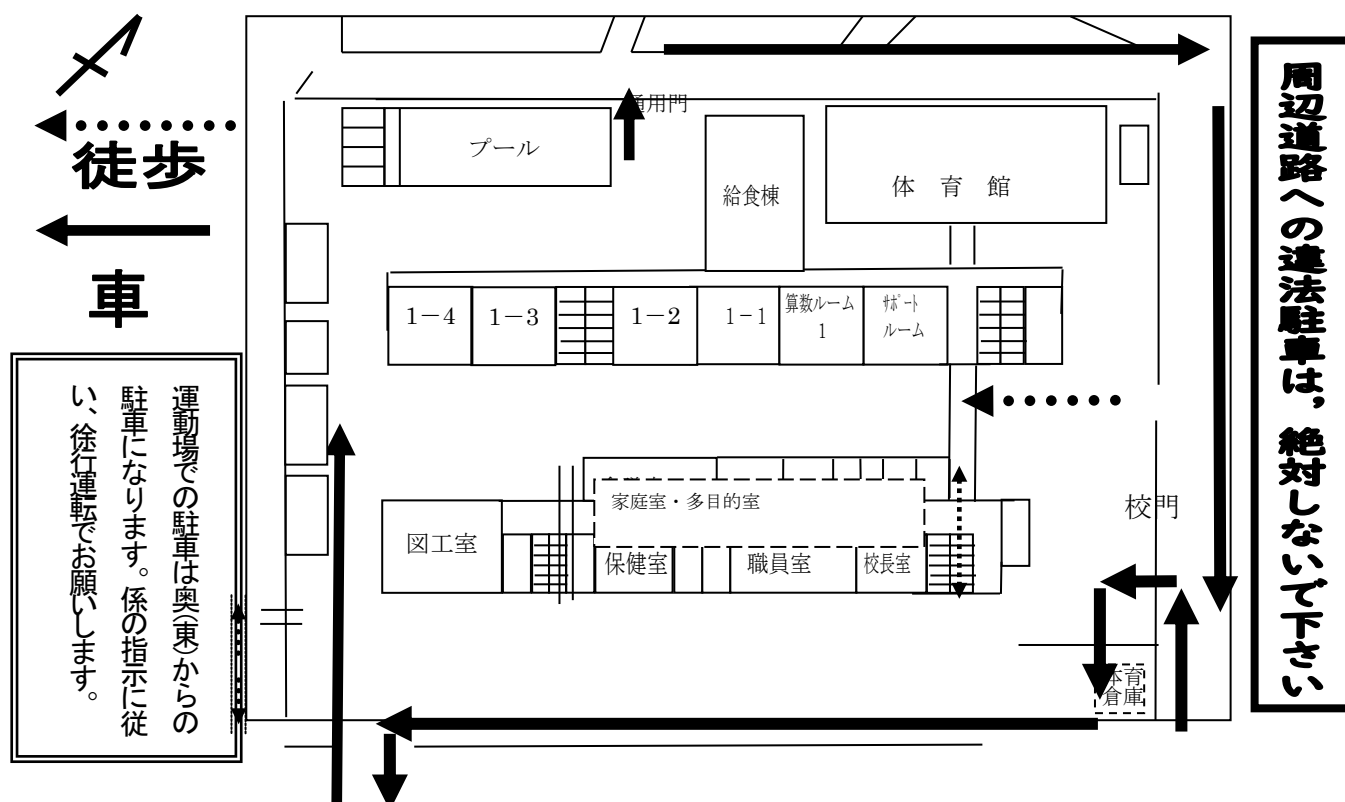 徒歩
車
周辺道路への違法駐車は，絶対しないで下さい
通用門
プール
給食棟
体　育　館
1－4
1－3
1－2
1－1
算数ルーム
1
ｻﾎﾟｰﾄ
ルーム
家庭室・多目的室
図工室
保健室
職員室
校長室
校門
体育
倉庫
運動場での駐車は奥（東）からの
駐車になります。係の指示に従
い、徐行運転でお願いします。